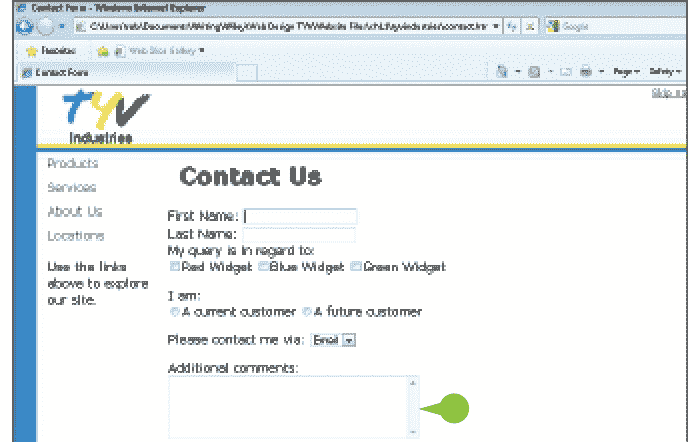 Contact Form - Windows Internet Explorer
Google
Favorites Web Slice Gallery
Contact Form
Page Safety
Skip
TYV
Industries
Products
Services
About Us
Locations
Use the links
above to explore
our site.
Contact Us
First Name:
Last Name:
My query is in regard to:
Red Widget Blue Widget Green Widget
I am:
A current customer A future customer
Please contact me via: Email
Additional comments: